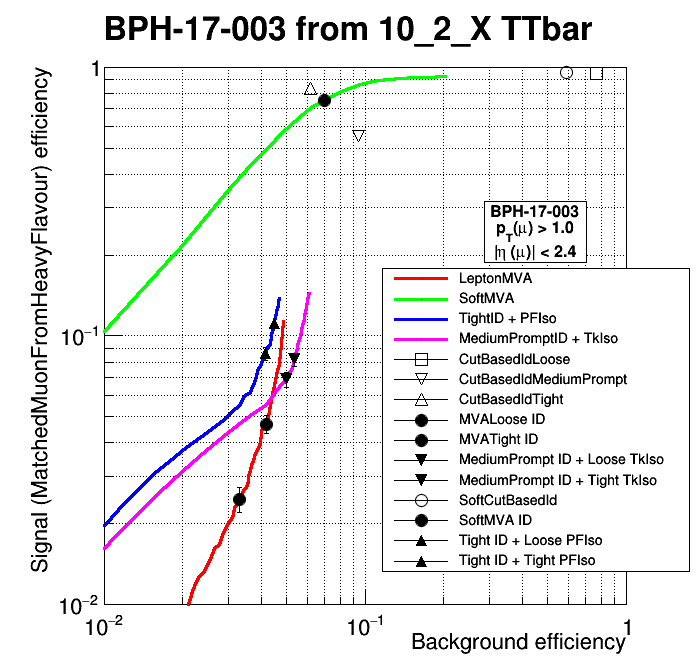 BPH-17-003 from 10_2_X TTbar
Signal (MatchedMuonFromHeavyFlavour) efficiency
1
10⁻¹
10⁻²
BPH-17-003
p_T(μ) > 1.0
|η (μ)| < 2.4
LeptonMVA
SoftMVA
TightID + PFIso
MediumPromptID + TkIso
CutBasedIdLoose
CutBasedIdMediumPrompt
CutBasedIdTight
MVALoose ID
MVATight ID
MediumPrompt ID + Loose TkIso
MediumPrompt ID + Tight TkIso
SoftCutBasedId
SoftMVA ID
Tight ID + Loose PFIso
Tight ID + Tight PFIso
10⁻² 10⁻¹ 1
Background efficiency